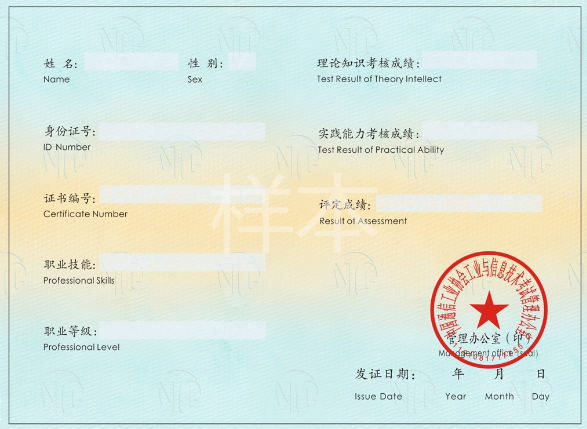 姓 名: 性 别: 理论知识考核成绩:
Name Sex Test Result of Theory Intellect
身份证号: 实践能力考核成绩:
ID Number Test Result of Practical Ability
证书编号: 评定成绩:
Certificate Number Result of Assessment
样本
职业技能:
Professional Skills
职业等级:
Professional Level
管理办公室(印)
Management office (seal)
发证日期: 年 月 日
Issue Date Year Month Day